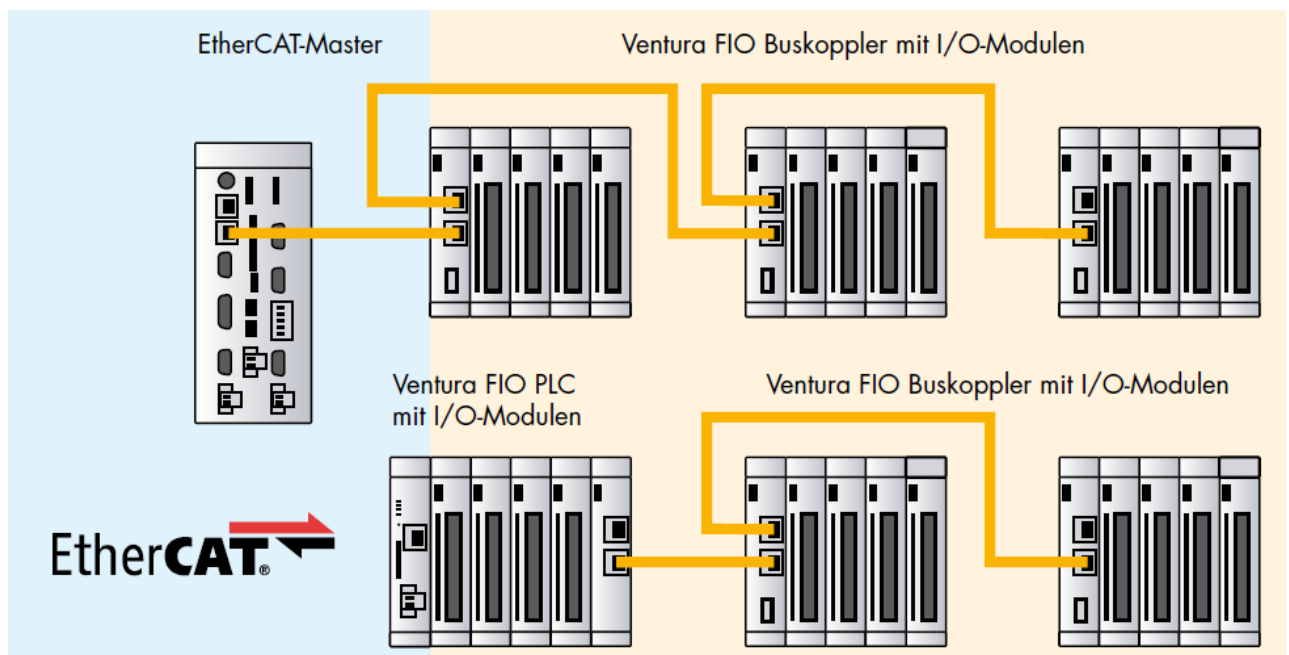 EtherCAT-Master
Ventura FIO Buskoppler mit I/O-Modulen
Ventura FIO PLC
mit I/O-Modulen
Ventura FIO Buskoppler mit I/O-Modulen
EtherCAT®